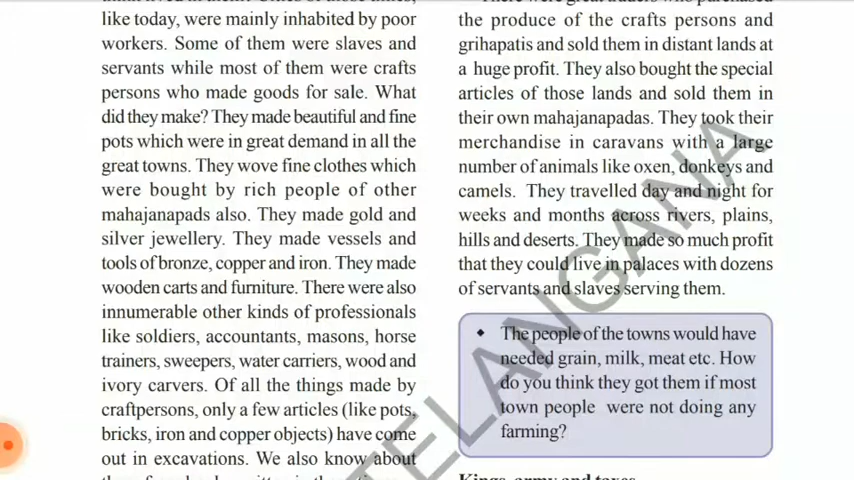 like today, were mainly inhabited by poor
workers. Some of them were slaves and
servants while most of them were crafts
persons who made goods for sale. What
did they make? They made beautiful and fine
pots which were in great demand in all the
great towns. They wove fine clothes which
were bought by rich people of other
mahajanapads also. They made gold and
silver jewellery. They made vessels and
tools of bronze, copper and iron. They made
wooden carts and furniture. There were also
innumerable other kinds of professionals
like soldiers, accountants, masons, horse
trainers, sweepers, water carriers, wood and
ivory carvers. Of all the things made by
craftpersons, only a few articles (like pots,
bricks, iron and copper objects) have come
out in excavations. We also know about
the produce of the crafts persons and
grihapatis and sold them in distant lands at
a huge profit. They also bought the special
articles of those lands and sold them in
their own mahajanapadas. They took their
merchandise in caravans with a large
number of animals like oxen, donkeys and
camels. They travelled day and night for
weeks and months across rivers, plains,
hills and deserts. They made so much profit
that they could live in palaces with dozens
of servants and slaves serving them.
◆ The people of the towns would have
needed grain, milk, meat etc. How
do you think they got them if most
town people were not doing any
farming?
Kings, army and taxes
TELANGANA